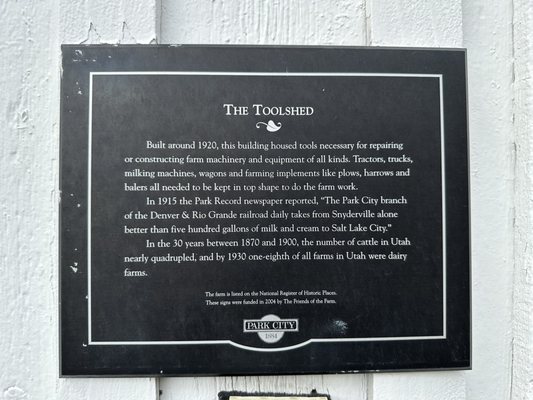 THE TOOLSHED
Built around 1920, this building housed tools necessary for repairing
or constructing farm machinery and equipment of all kinds. Tractors, trucks,
milking machines, wagons and farming implements like plows, harrows and
balers all needed to be kept in top shape to do the farm work.
In 1915 the Park Record newspaper reported, "The Park City branch
of the Denver & Rio Grande railroad daily takes from Snyderville alone
better than five hundred gallons of milk and cream to Salt Lake City."
In the 30 years between 1870 and 1900, the number of cattle in Utah
nearly quadrupled, and by 1930 one-eighth of all farms in Utah were dairy
farms.
The farm is listed on the National Register of Historic Places.
These signs were funded in 2004 by The Friends of the Farm.
PARK CITY
1884